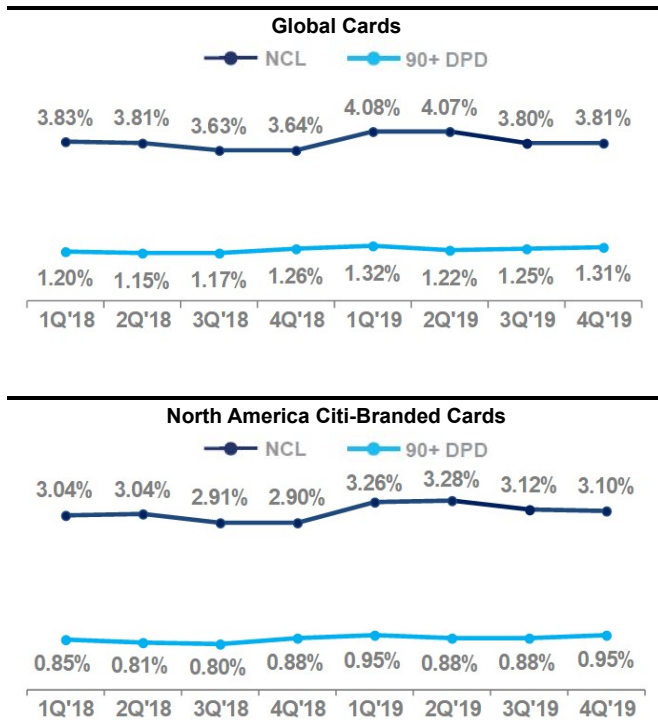 Global Cards
NCL 90+ DPD
3.83% 3.81% 3.63% 3.64% 4.08% 4.07% 3.80% 3.81%
1.20% 1.15% 1.17% 1.26% 1.32% 1.22% 1.25% 1.31%
1Q'18 2Q'18 3Q'18 4Q'18 1Q'19 2Q'19 3Q'19 4Q'19
North America Citi-Branded Cards
NCL 90+ DPD
3.04% 3.04% 2.91% 2.90% 3.26% 3.28% 3.12% 3.10%
0.85% 0.81% 0.80% 0.88% 0.95% 0.88% 0.88% 0.95%
1Q'18 2Q'18 3Q'18 4Q'18 1Q'19 2Q'19 3Q'19 4Q'19